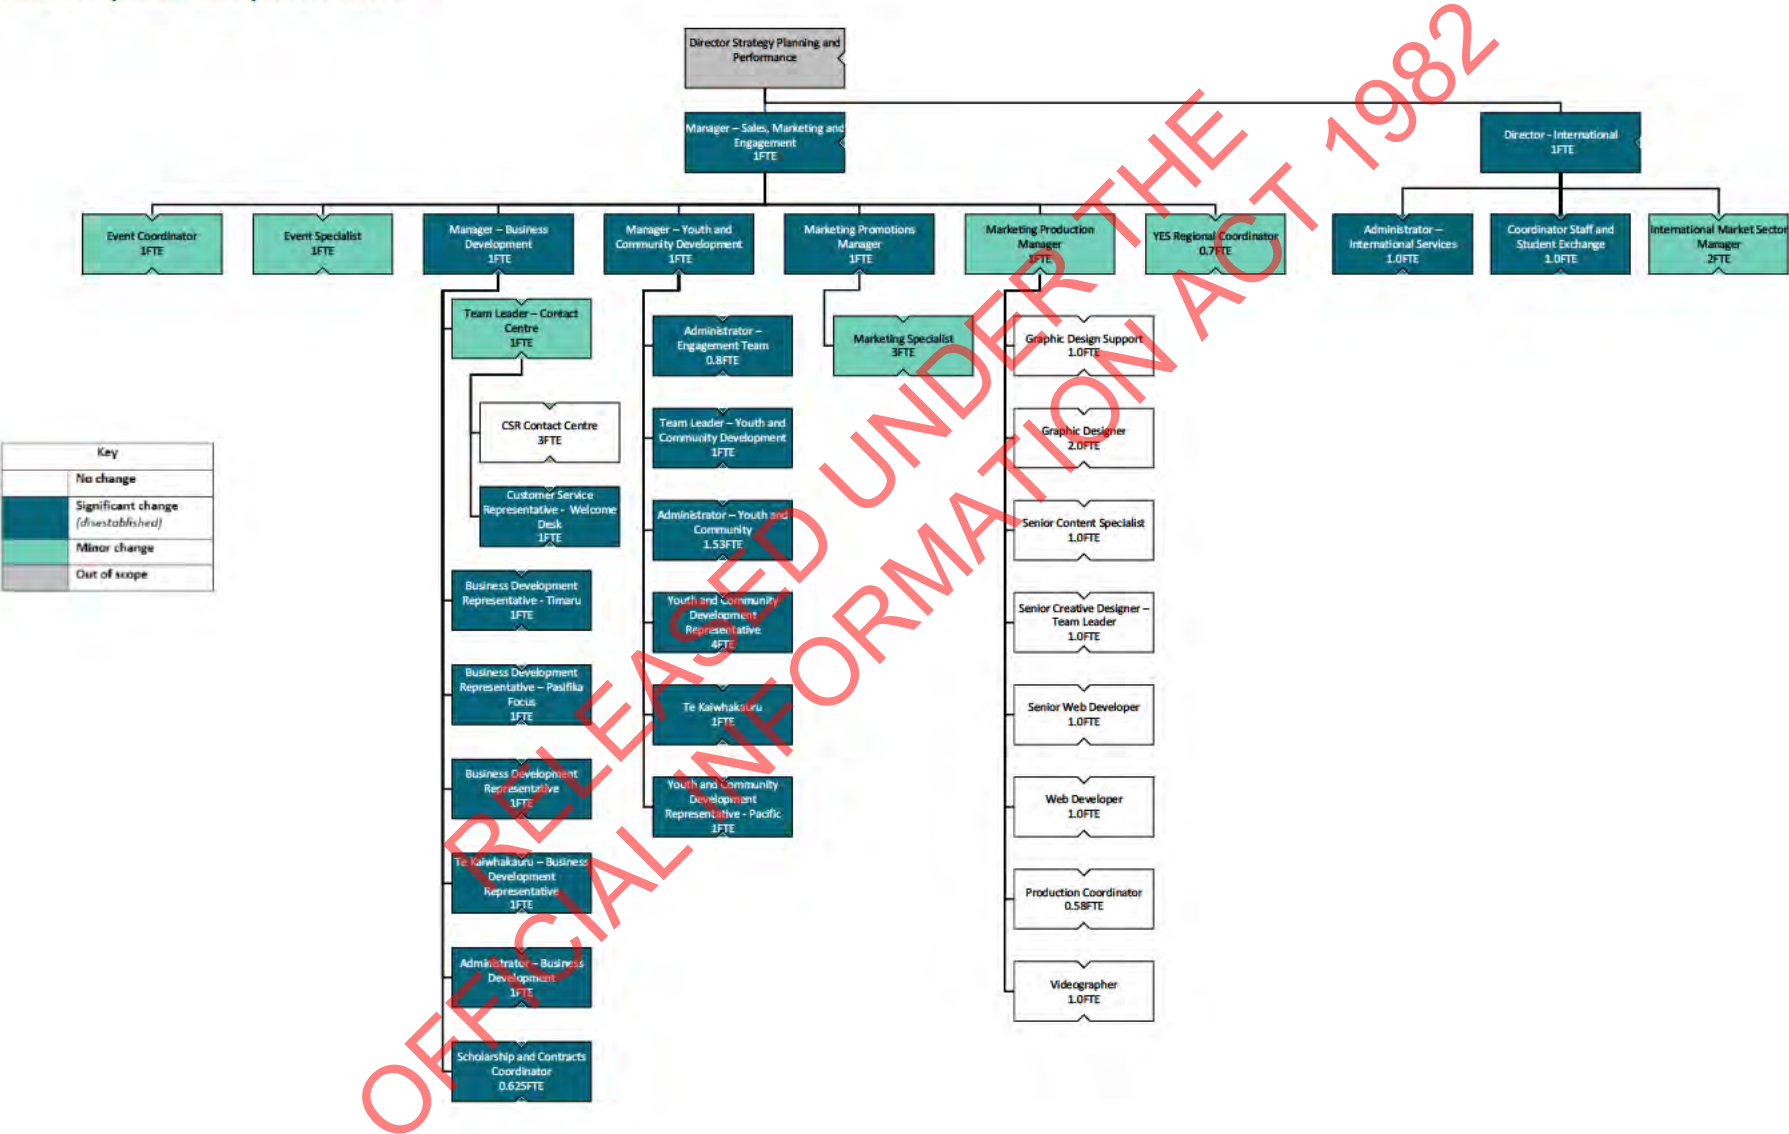 Director Strategy Planning and
Performance
Manager – Sales, Marketing and
Engagement
1FTE
Director - International
1FTE
Event Coordinator
1FTE
Event Specialist
1FTE
Manager – Business
Development
1FTE
Manager – Youth and
Community Development
1FTE
Marketing Promotions
Manager
1FTE
Marketing Production
Manager
1FTE
YES Regional Coordinator
0.7FTE
Administrator –
International Services
1.0FTE
Coordinator Staff and
Student Exchange
1.0FTE
International Market Sector
Manager
2FTE
Team Leader – Contact
Centre
1FTE
CSR Contact Centre
3FTE
Customer Service
Representative - Welcome
Desk
1FTE
Business Development
Representative - Timaru
1FTE
Business Development
Representative – Pasifika
Focus
1FTE
Business Development
Representative
1FTE
Te Kaiwhakauru – Business
Development
Representative
1FTE
Administrator – Business
Development
1FTE
Scholarship and Contracts
Coordinator
0.625FTE
Administrator –
Engagement Team
0.8FTE
Team Leader – Youth and
Community Development
1FTE
Administrator – Youth and
Community
1.53FTE
Youth and Community
Development
Representative
4FTE
Te Kaiwhakauru
1FTE
Youth and Community
Development
Representative - Pacific
1FTE
Marketing Specialist
3FTE
Graphic Design Support
1.0FTE
Graphic Designer
2.0FTE
Senior Content Specialist
1.0FTE
Senior Creative Designer –
Team Leader
1.0FTE
Senior Web Developer
1.0FTE
Web Developer
1.0FTE
Production Coordinator
0.58FTE
Videographer
1.0FTE
Key
No change
Significant change
(disestablished)
Minor change
Out of scope
RELEASED UNDER THE
OFFICIAL INFORMATION ACT 1982